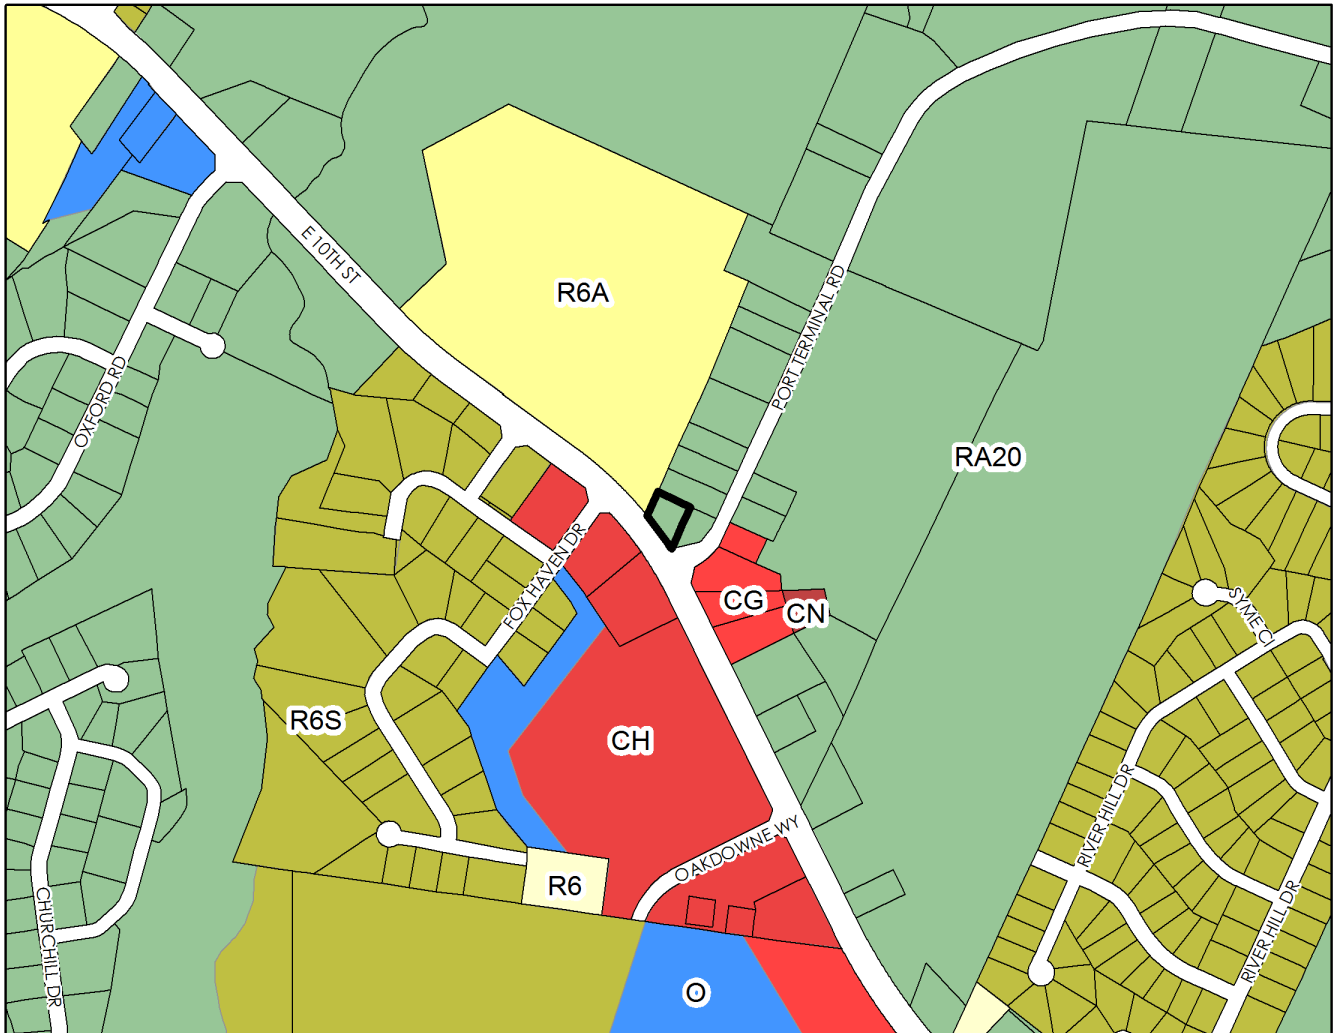 E 10TH ST
R6A
PORT TERMINAL RD
OXFORD RD
RA20
FOX HAVEN DR
CG
CN
SYME CI
R6S
CH
RIVER HILL DR
OAKDOWNE WY
R6
CHURCHILL DR
RIVER HILL DR
O